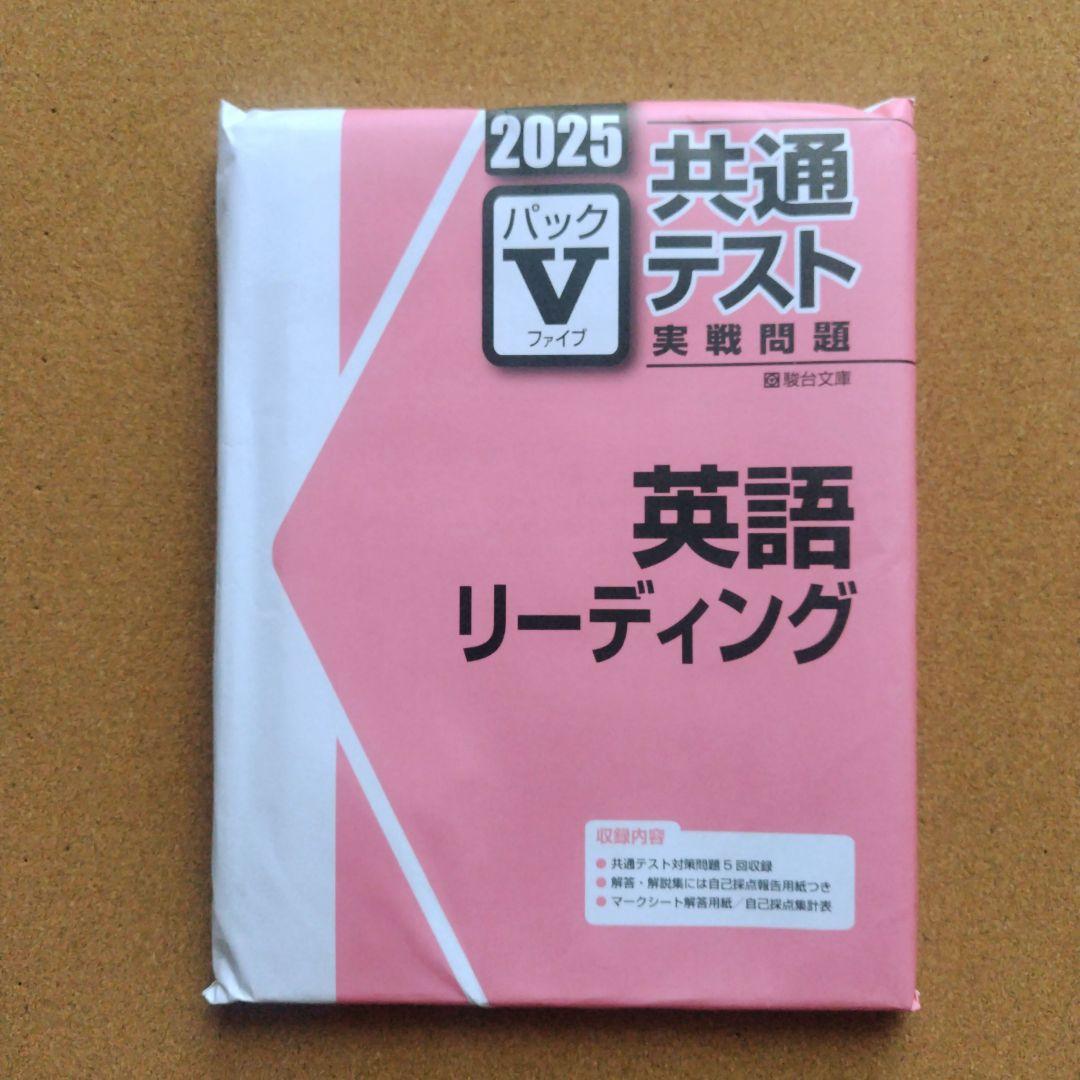 2025
パック
V
ファイブ
共通
テスト
実戦問題
駿台文庫
英語
リーディング
収録内容
● 共通テスト対策問題5回収録
● 解答・解説集には自己採点報告用紙つき
● マークシート解答用紙/自己採点集計表